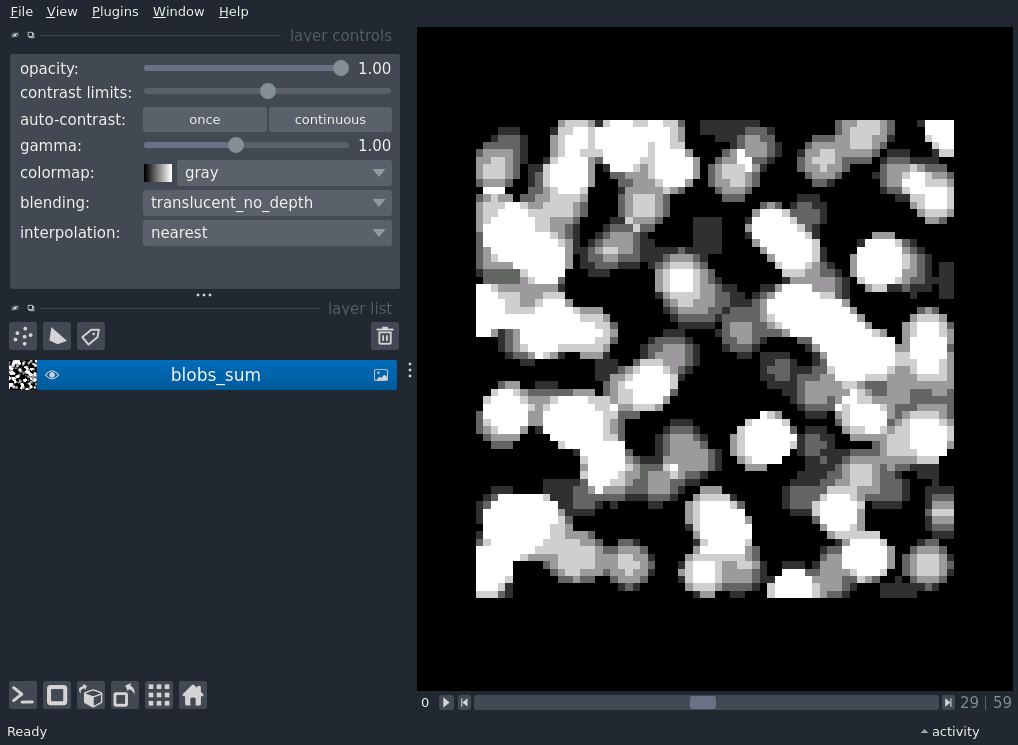 File View Plugins Window Help
layer controls
opacity: 1.00
contrast limits:
auto-contrast: once continuous
gamma: 1.00
colormap: gray
blending: translucent_no_depth
interpolation: nearest
layer list
blobs_sum
0 29 | 59
Ready activity